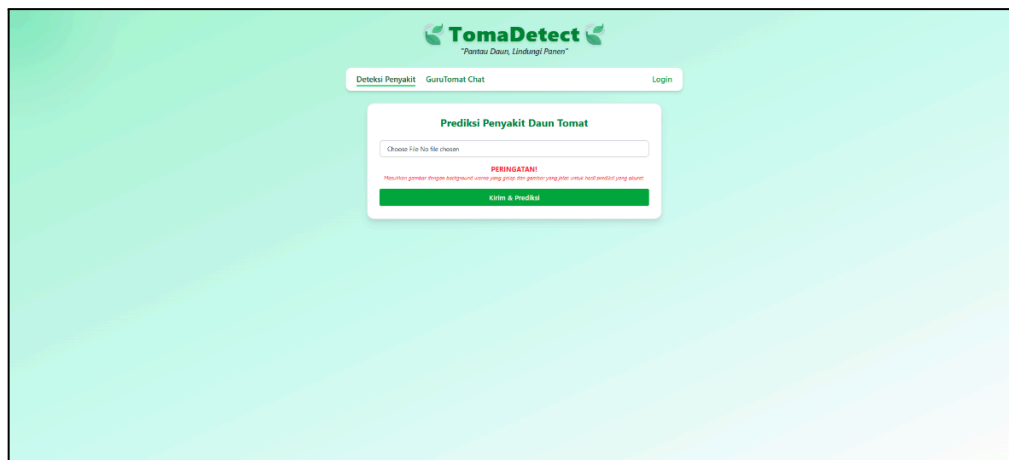 TomaDetect
"Pantau Daun, Lindungi Panen"
Deteksi Penyakit GuruTomat Chat Login
Prediksi Penyakit Daun Tomat
Choose File No file chosen
PERINGATAN!
Masukkan gambar dengan background warna yang gelap dan gambar yang jelas untuk hasil prediksi yang akurat
Kirim & Prediksi